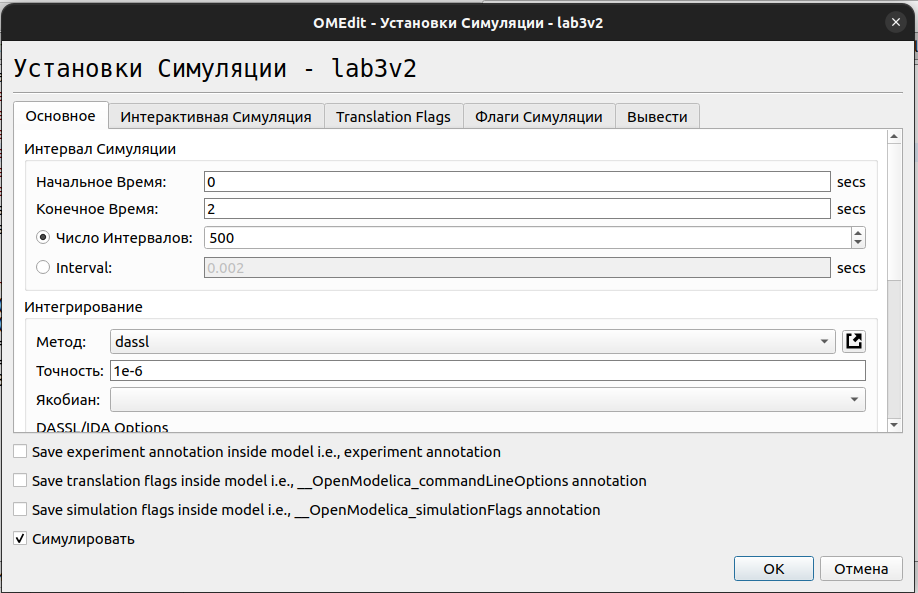 OMEdit - Установки Симуляции - lab3v2
Установки Симуляции - lab3v2
Основное Интерактивная Симуляция Translation Flags Флаги Симуляции Вывести
Интервал Симуляции
Начальное Время: 0 secs
Конечное Время: 2 secs
Число Интервалов: 500
Interval: 0.002 secs
Интегрирование
Метод: dassl
Точность: 1e-6
Якобиан:
DASSL/IDA Options
Save experiment annotation inside model i.e., experiment annotation
Save translation flags inside model i.e., __OpenModelica_commandLineOptions annotation
Save simulation flags inside model i.e., __OpenModelica_simulationFlags annotation
Симулировать
OK Отмена